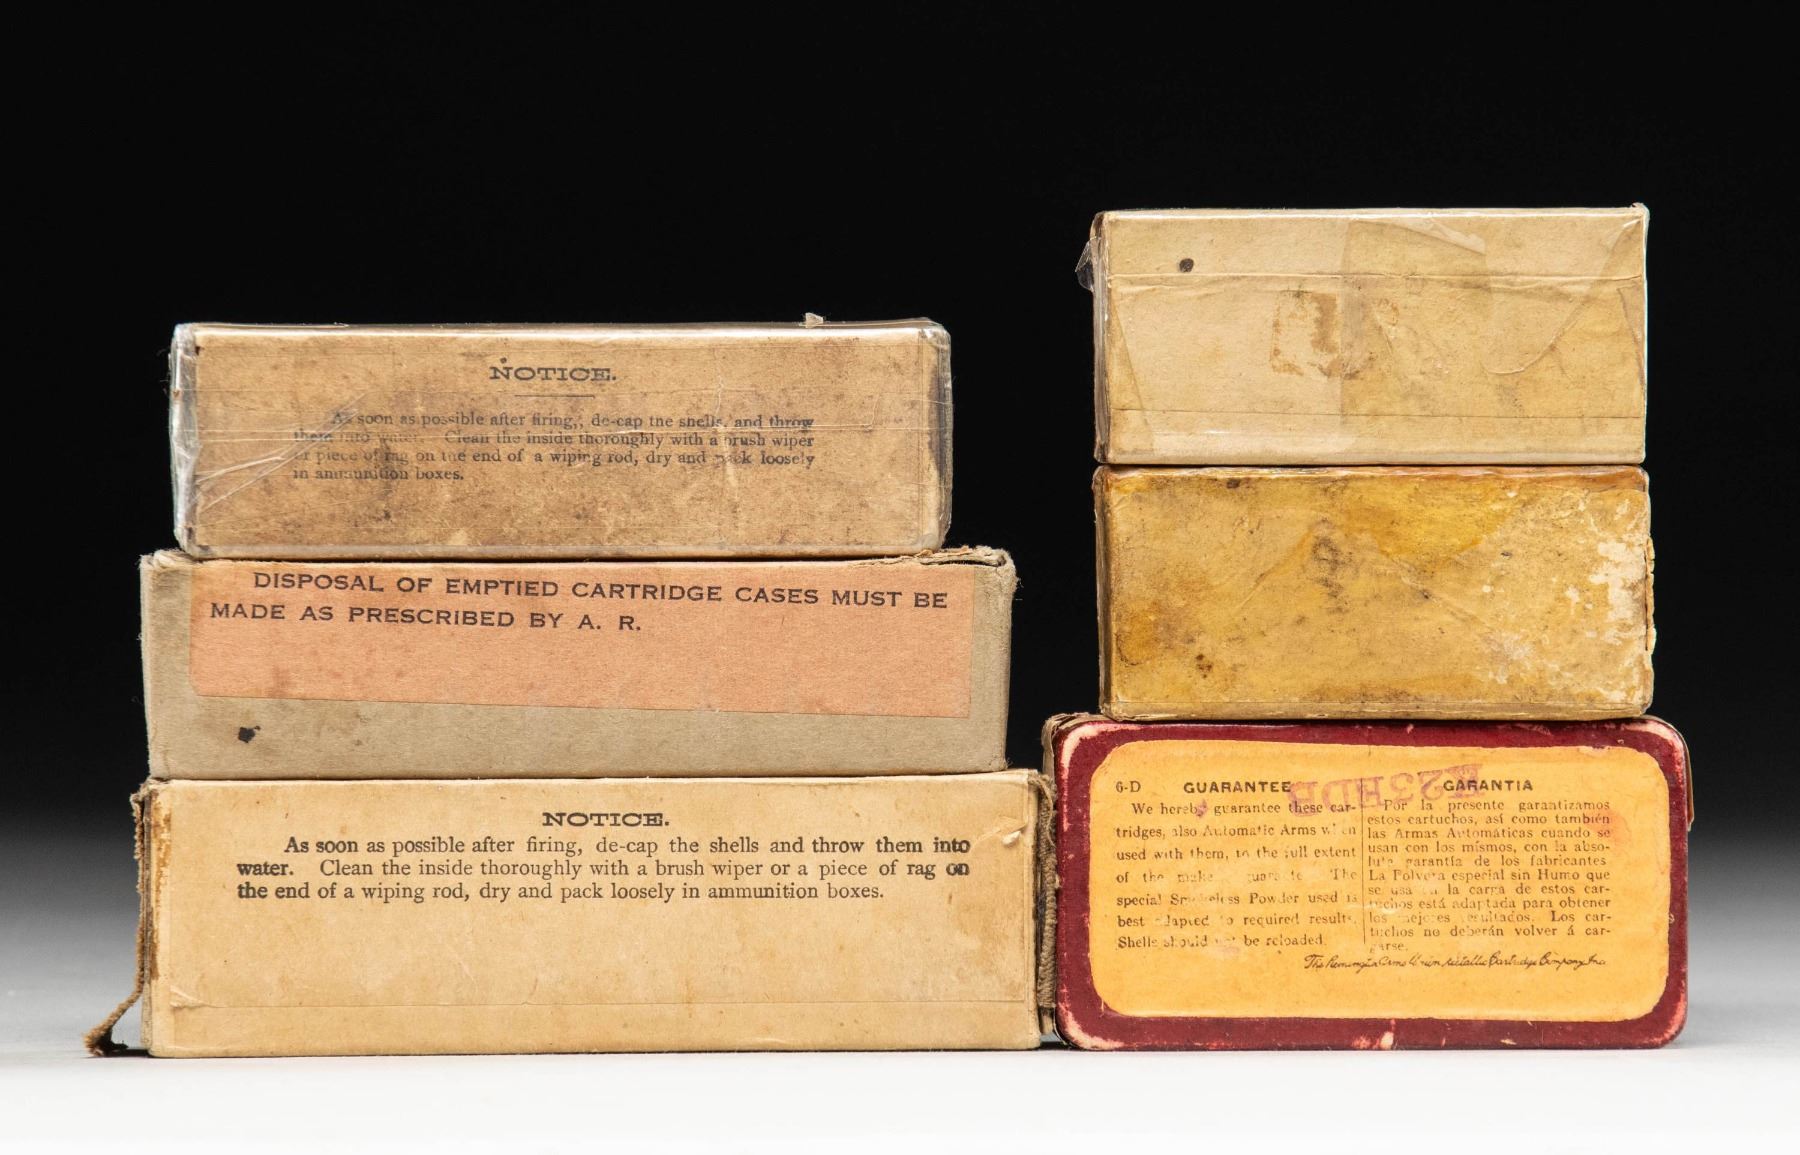 NOTICE.
As soon as possible after firing,, de-cap the shells, and throw
them into water. Clean the inside thoroughly with a brush wiper
or piece of rag on the end of a wiping rod, dry and pack loosely
in ammunition boxes.
DISPOSAL OF EMPTIED CARTRIDGE CASES MUST BE
MADE AS PRESCRIBED BY A. R.
NOTICE.
As soon as possible after firing, de-cap the shells and throw them into
water. Clean the inside thoroughly with a brush wiper or a piece of rag on
the end of a wiping rod, dry and pack loosely in ammunition boxes.
6-D GUARANTEE
We hereby guarantee these car-
tridges, also Automatic Arms when
used with them, to the full extent
of the The
special Smokeless Powder used is
best adapted to required results.
Shells should not be reloaded.
GARANTIA
Por la presente garantizamos
estos cartuchos, así como también
las Armas Automáticas cuando se
usan con los mismos, con la abso-
luta garantía de los fabricantes
La Pólvora especial sin Humo que
se usa en la carga de estos car-
tuchos está adaptada para obtener
los mejores resultados. Los car-
tuchos no deberán volver á car-
garse.
The Remington Arms Union Metallic Cartridge Company, Inc